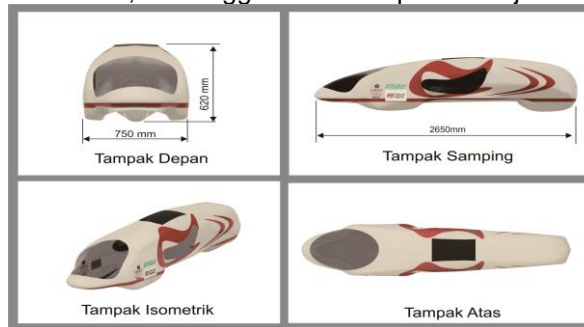 620 mm
750 mm
Tampak Depan
2650mm
Tampak Samping
Tampak Isometrik
Tampak Atas